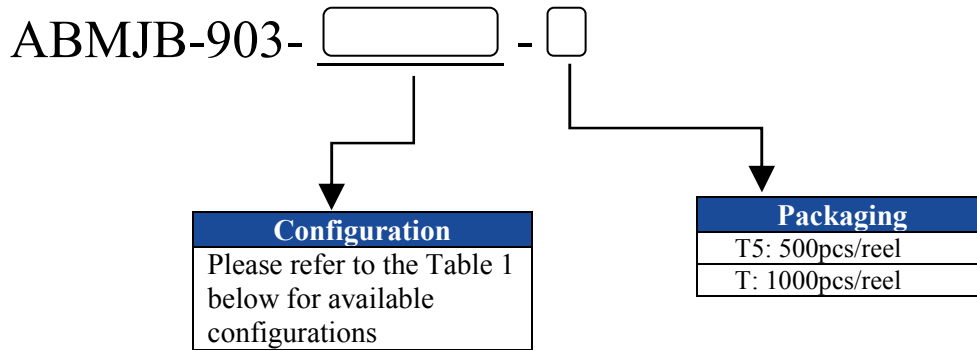 ABMJB-903- -
Configuration
Please refer to the Table 1
below for available
configurations
Packaging
T5: 500pcs/reel
T: 1000pcs/reel